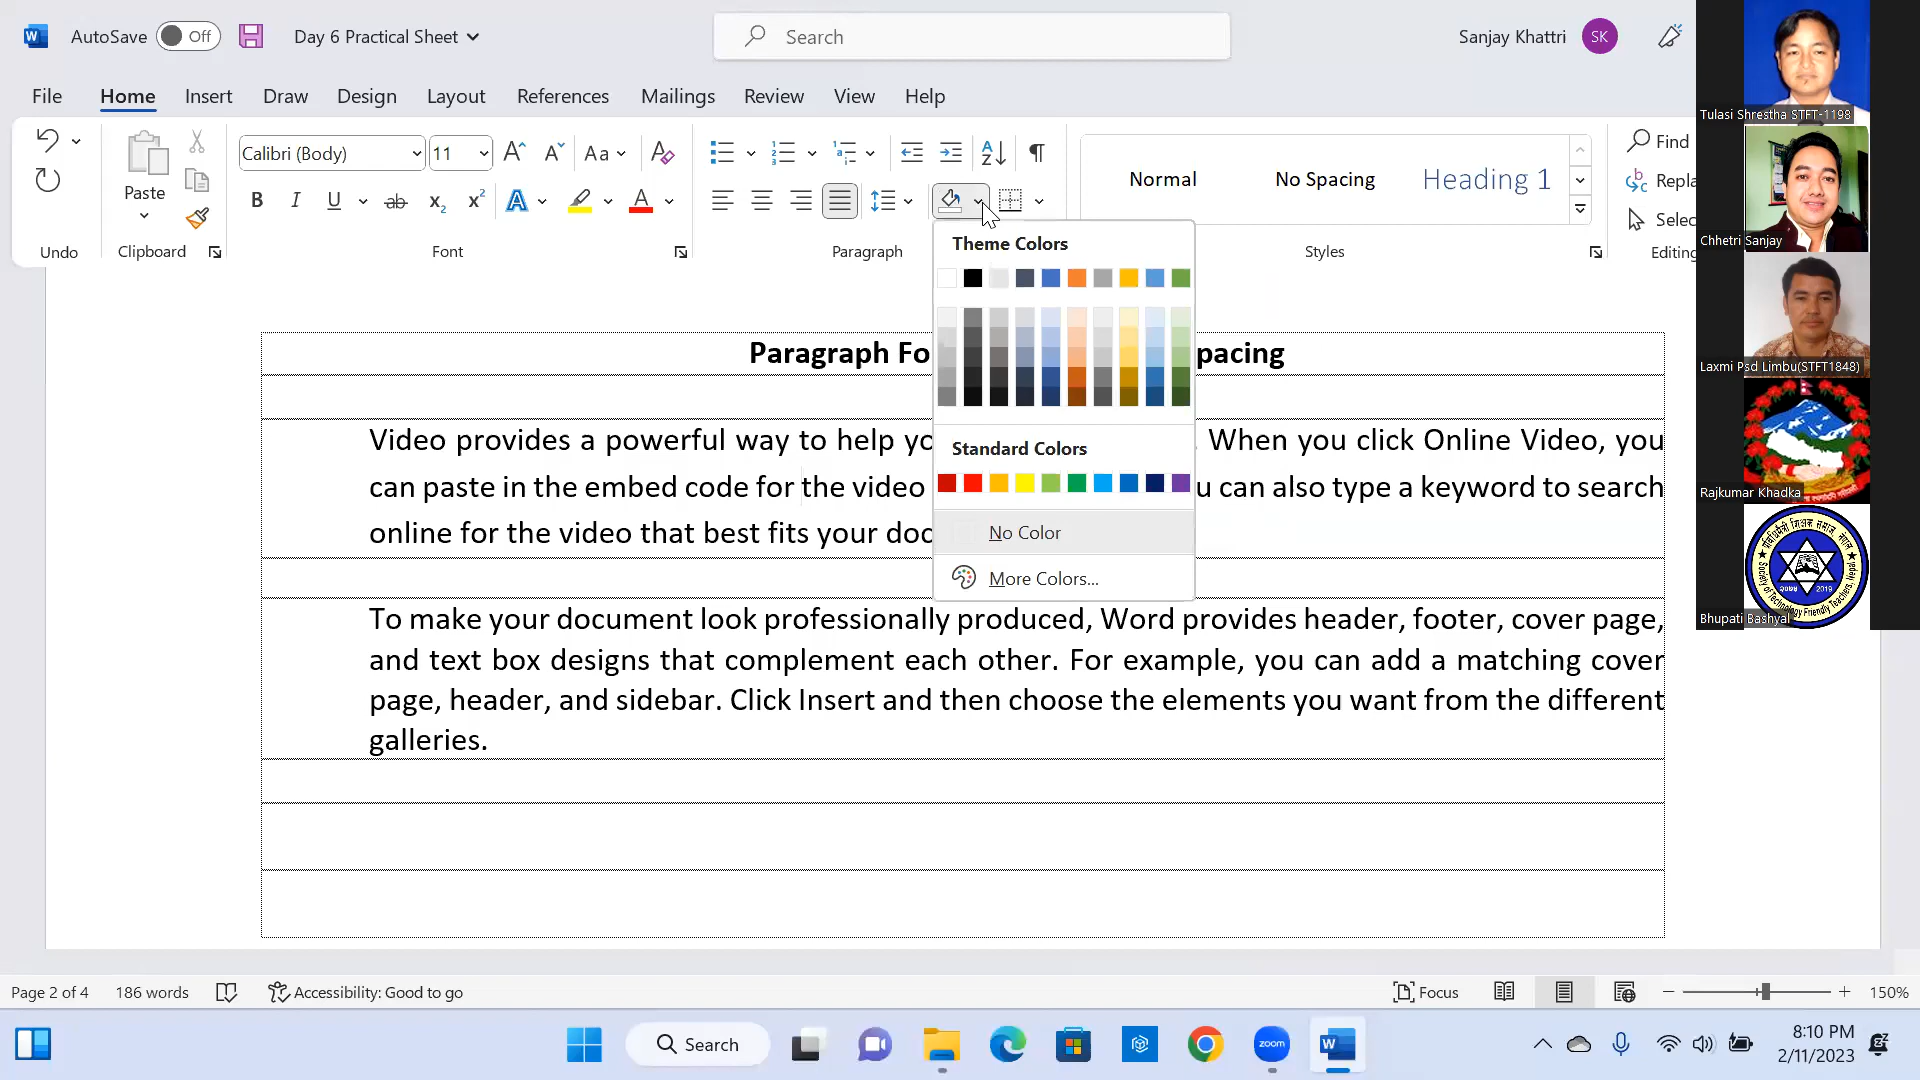 AutoSave Off Day 6 Practical Sheet Search Sanjay Khattri SK
File Home Insert Draw Design Layout References Mailings Review View Help
Calibri (Body) 11 Aa
Paste
B I U ab x₂ x² A A
Undo Clipboard Font Paragraph Styles Editing
Normal No Spacing Heading 1
Find
Repla
Selec
Theme Colors
Standard Colors
No Color
More Colors...
Paragraph Fo pacing
Video provides a powerful way to help yo . When you click Online Video, you
can paste in the embed code for the video u can also type a keyword to search
online for the video that best fits your doc
To make your document look professionally produced, Word provides header, footer, cover page,
and text box designs that complement each other. For example, you can add a matching cover
page, header, and sidebar. Click Insert and then choose the elements you want from the different
galleries.
Tulasi Shrestha STFT-1198
Chhetri Sanjay
Laxmi Psd Limbu(STFT1848)
Rajkumar Khadka
Bhupati Bashyal
Page 2 of 4 186 words Accessibility: Good to go Focus 150%
Search zoom 8:10 PM
2/11/2023